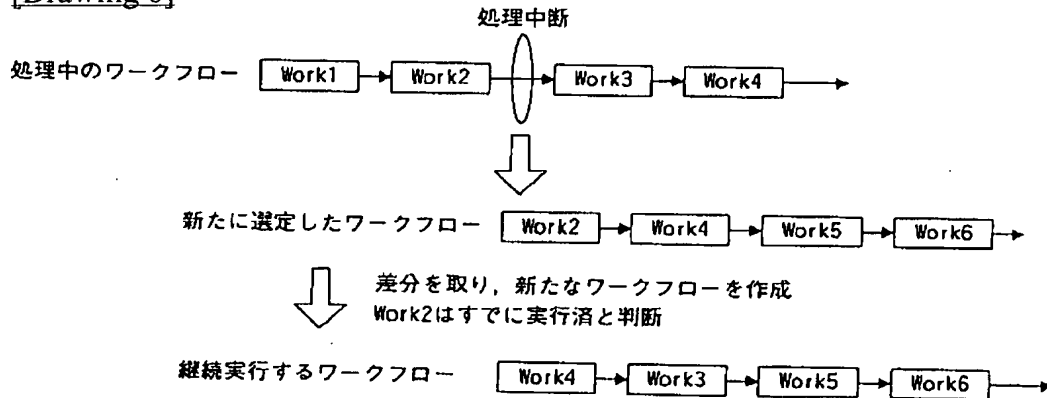 処理中断
処理中のワークフロー Work1 Work2 Work3 Work4
新たに選定したワークフロー Work2 Work4 Work5 Work6
差分を取り，新たなワークフローを作成
Work2はすでに実行済と判断
継続実行するワークフロー Work4 Work3 Work5 Work6